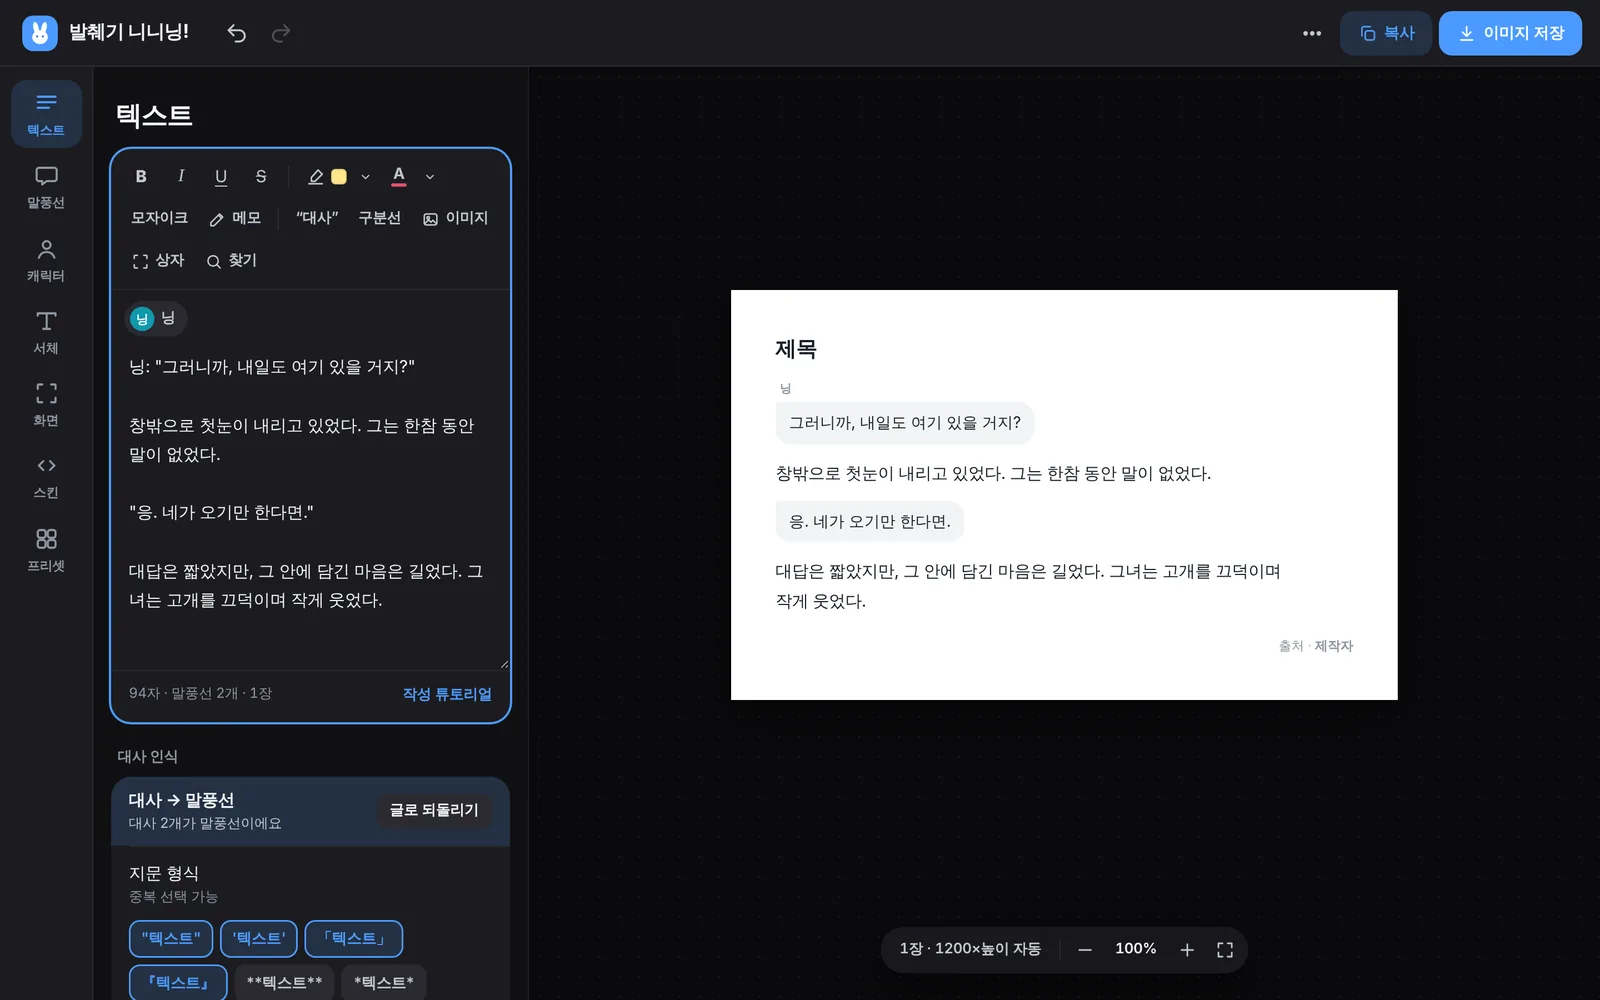 발췌기 니니닝!
복사
이미지 저장
텍스트
말풍선
캐릭터
서체
화면
스킨
프리셋
텍스트
B I U S A
모자이크 메모 “대사” 구분선 이미지
상자 찾기
닝 닝
닝: "그러니까, 내일도 여기 있을 거지?"
창밖으로 첫눈이 내리고 있었다. 그는 한참 동안
말이 없었다.
"응. 네가 오기만 한다면."
대답은 짧았지만, 그 안에 담긴 마음은 길었다. 그
녀는 고개를 끄덕이며 작게 웃었다.
94자 · 말풍선 2개 · 1장
작성 튜토리얼
대사 인식
대사 → 말풍선
대사 2개가 말풍선이에요
글로 되돌리기
지문 형식
중복 선택 가능
"텍스트" '텍스트' 「텍스트」
『텍스트』 **텍스트** *텍스트*
제목
닝
그러니까, 내일도 여기 있을 거지?
창밖으로 첫눈이 내리고 있었다. 그는 한참 동안 말이 없었다.
응. 네가 오기만 한다면.
대답은 짧았지만, 그 안에 담긴 마음은 길었다. 그녀는 고개를 끄덕이며
작게 웃었다.
출처 · 제작자
1장 · 1200×높이 자동
100%